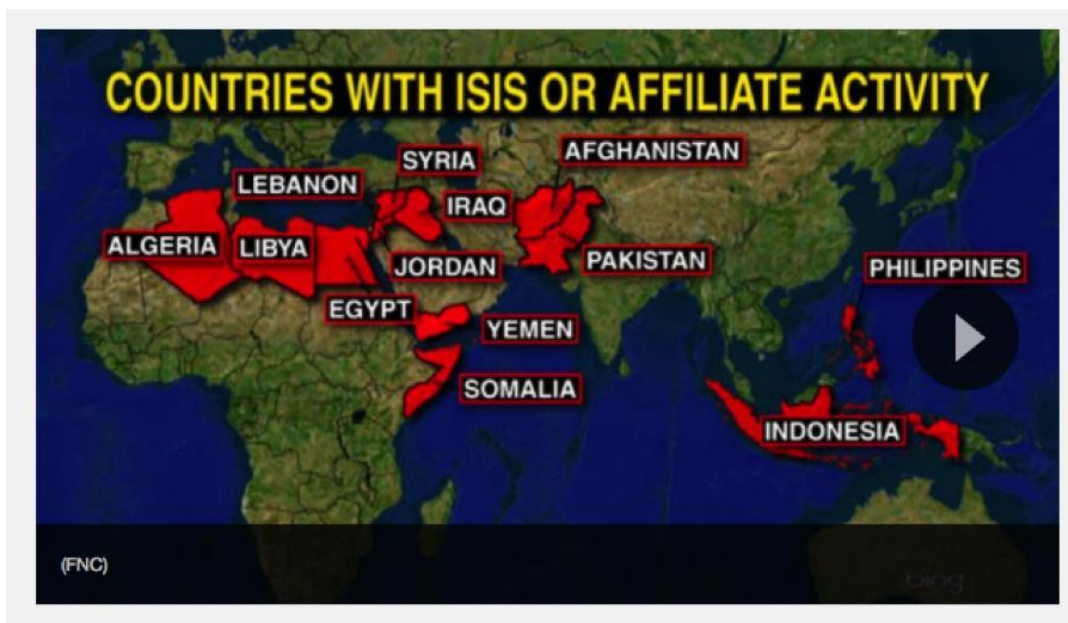 COUNTRIES WITH ISIS OR AFFILIATE ACTIVITY
SYRIA
AFGHANISTAN
LEBANON
IRAQ
ALGERIA
LIBYA
JORDAN
PAKISTAN
PHILIPPINES
EGYPT
YEMEN
SOMALIA
INDONESIA
(FNC)
bing